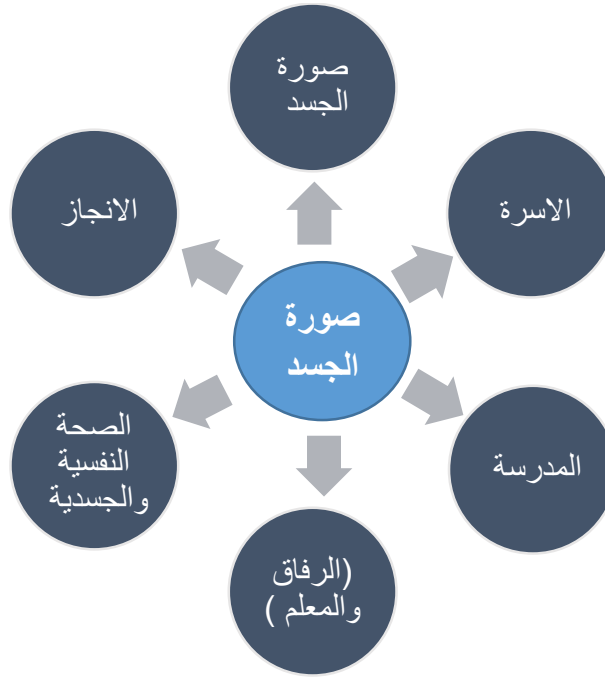 صورة
الجسد
الاسرة
الانجاز
صورة
الجسد
المدرسة
الصحة
النفسية
والجسدية
(الرفاق
والمعلم )